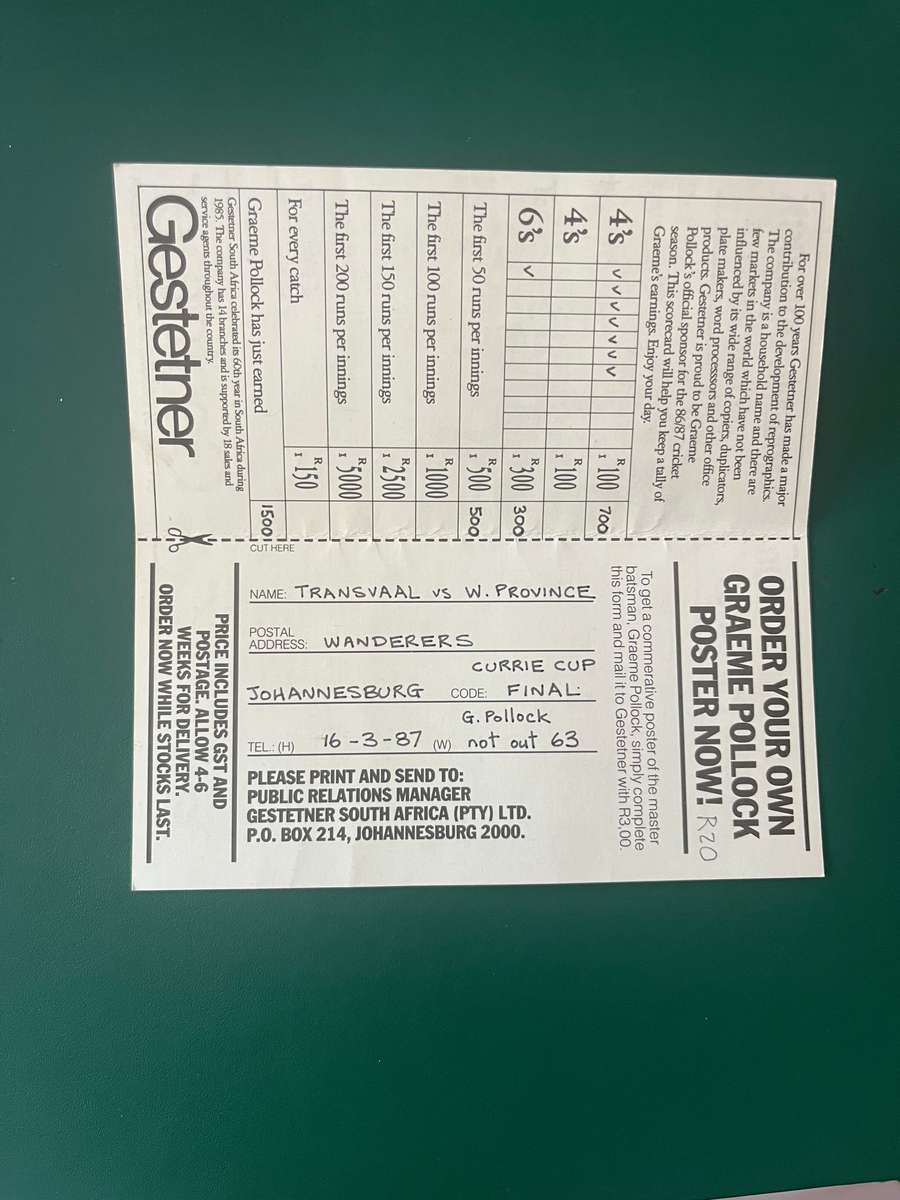 For over 100 years Gestetner has made a major
contribution to the development of reprographics.
The company is a household name and there are
few markets in the world which have not been
influenced by its wide range of copiers, duplicators,
plate makers, word processsors and other office
products. Gestetner is proud to be Graeme
Pollock's official sponsor for the 86/87 cricket
season. This scorecard will help you keep a tally of
Graeme's earnings. Enjoy your day.
4's ✓ ✓ ✓ ✓ ✓ ✓ ✓ R100 700
4's R100
6's ✓ R300 300
The first 50 runs per innings R500 500
The first 100 runs per innings R1000
The first 150 runs per innings R2500
The first 200 runs per innings R5000
For every catch R150
Graeme Pollock has just earned 1500
Gestetner South Africa celebrated its 60th year in South Africa during
1985. The company has 14 branches and is supported by 18 sales and
service agents throughout the country.
Gestetner
ORDER YOUR OWN
GRAEME POLLOCK
POSTER NOW! R20
To get a commerative poster of the master
batsman, Graeme Pollock, simply complete
this form and mail it to Gestetner with R3,00.
CUT HERE
NAME: TRANSVAAL VS W. PROVINCE
POSTAL
ADDRESS: WANDERERS
CURRIE CUP
JOHANNESBURG CODE: FINAL:
G. Pollock
TEL.: (H) 16-3-87 (W) not out 63
PLEASE PRINT AND SEND TO:
PUBLIC RELATIONS MANAGER
GESTETNER SOUTH AFRICA (PTY) LTD.
P.O. BOX 214, JOHANNESBURG 2000.
PRICE INCLUDES GST AND
POSTAGE. ALLOW 4-6
WEEKS FOR DELIVERY.
ORDER NOW WHILE STOCKS LAST.